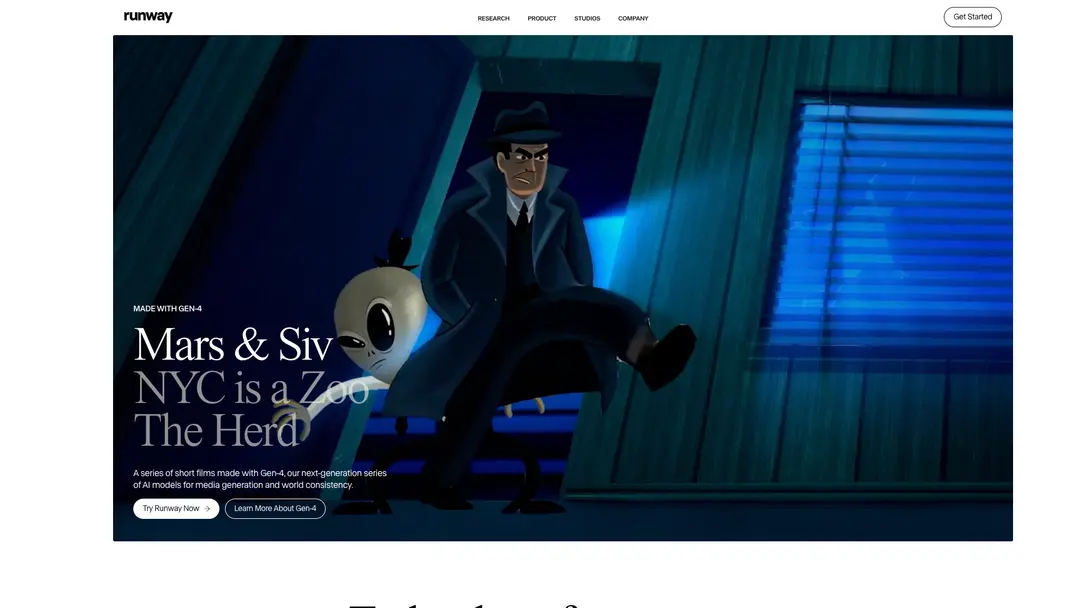 runway
RESEARCH PRODUCT STUDIOS COMPANY
Get Started
MADE WITH GEN-4
Mars & Siv
NYC is a Zoo
The Herd
A series of short films made with Gen-4, our next-generation series
of AI models for media generation and world consistency.
Try Runway Now →
Learn More About Gen-4